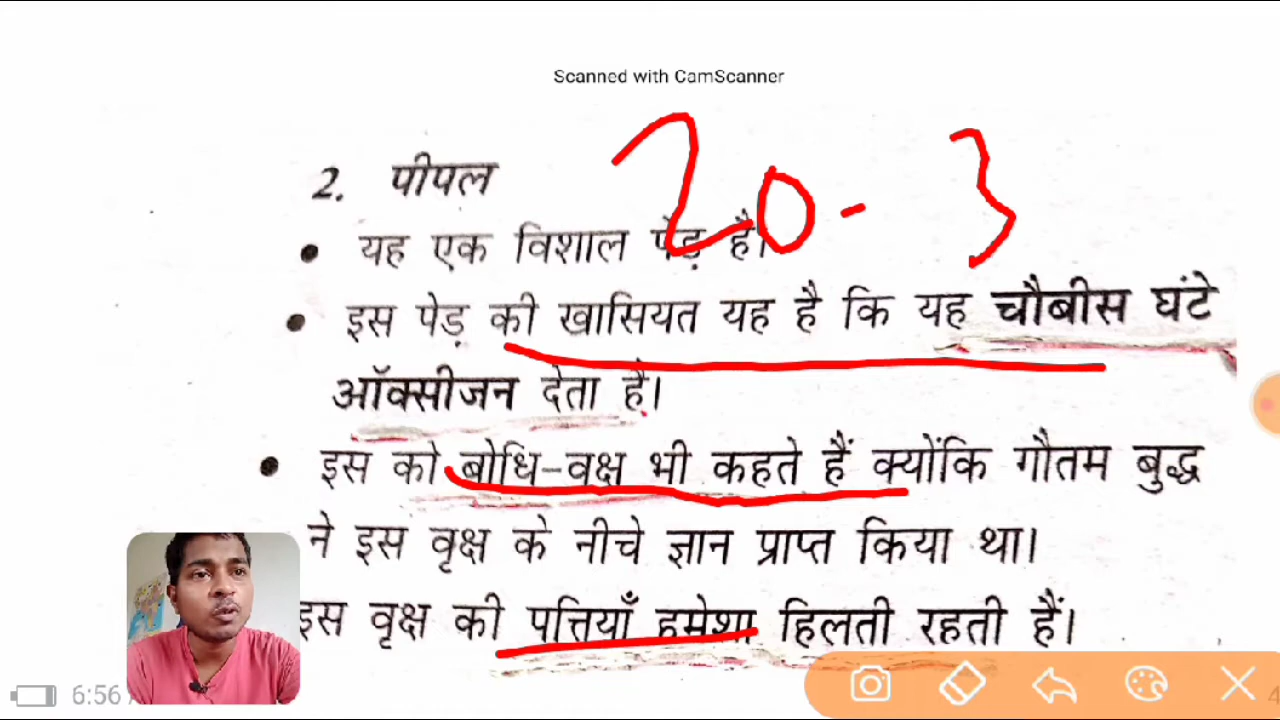 Scanned with CamScanner
20-3
2. पीपल
• यह एक विशाल पेड़ है।
• इस पेड़ की खासियत यह है कि यह चौबीस घंटे
ऑक्सीजन देता है।
• इस को बोधि-वक्ष भी कहते हैं क्योंकि गौतम बुद्ध
ने इस वृक्ष के नीचे ज्ञान प्राप्त किया था।
इस वृक्ष की पत्तियाँ हमेशा हिलती रहती हैं।
6:56